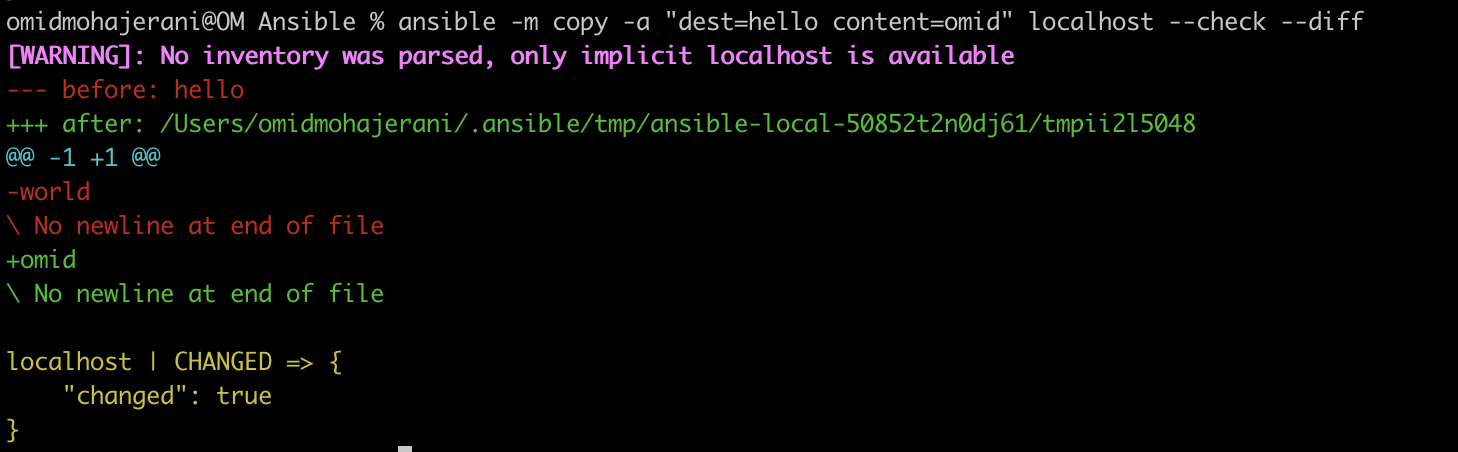 omidmohajerani@OM Ansible % ansible -m copy -a "dest=hello content=omid" localhost --check --diff
[WARNING]: No inventory was parsed, only implicit localhost is available
--- before: hello
+++ after: /Users/omidmohajerani/.ansible/tmp/ansible-local-50852t2n0dj61/tmpii2l5048
@@ -1 +1 @@
-world
\ No newline at end of file
+omid
\ No newline at end of file
localhost | CHANGED => {
    "changed": true
}